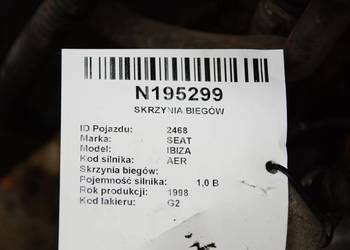 N195299
SKRZYNIA BIEGÓW
ID Pojazdu: 2468
Marka: SEAT
Model: IBIZA
Kod silnika: AER
Skrzynia biegów:
Pojemność silnika: 1,0 B
Rok produkcji: 1998
Kod lakieru: G2